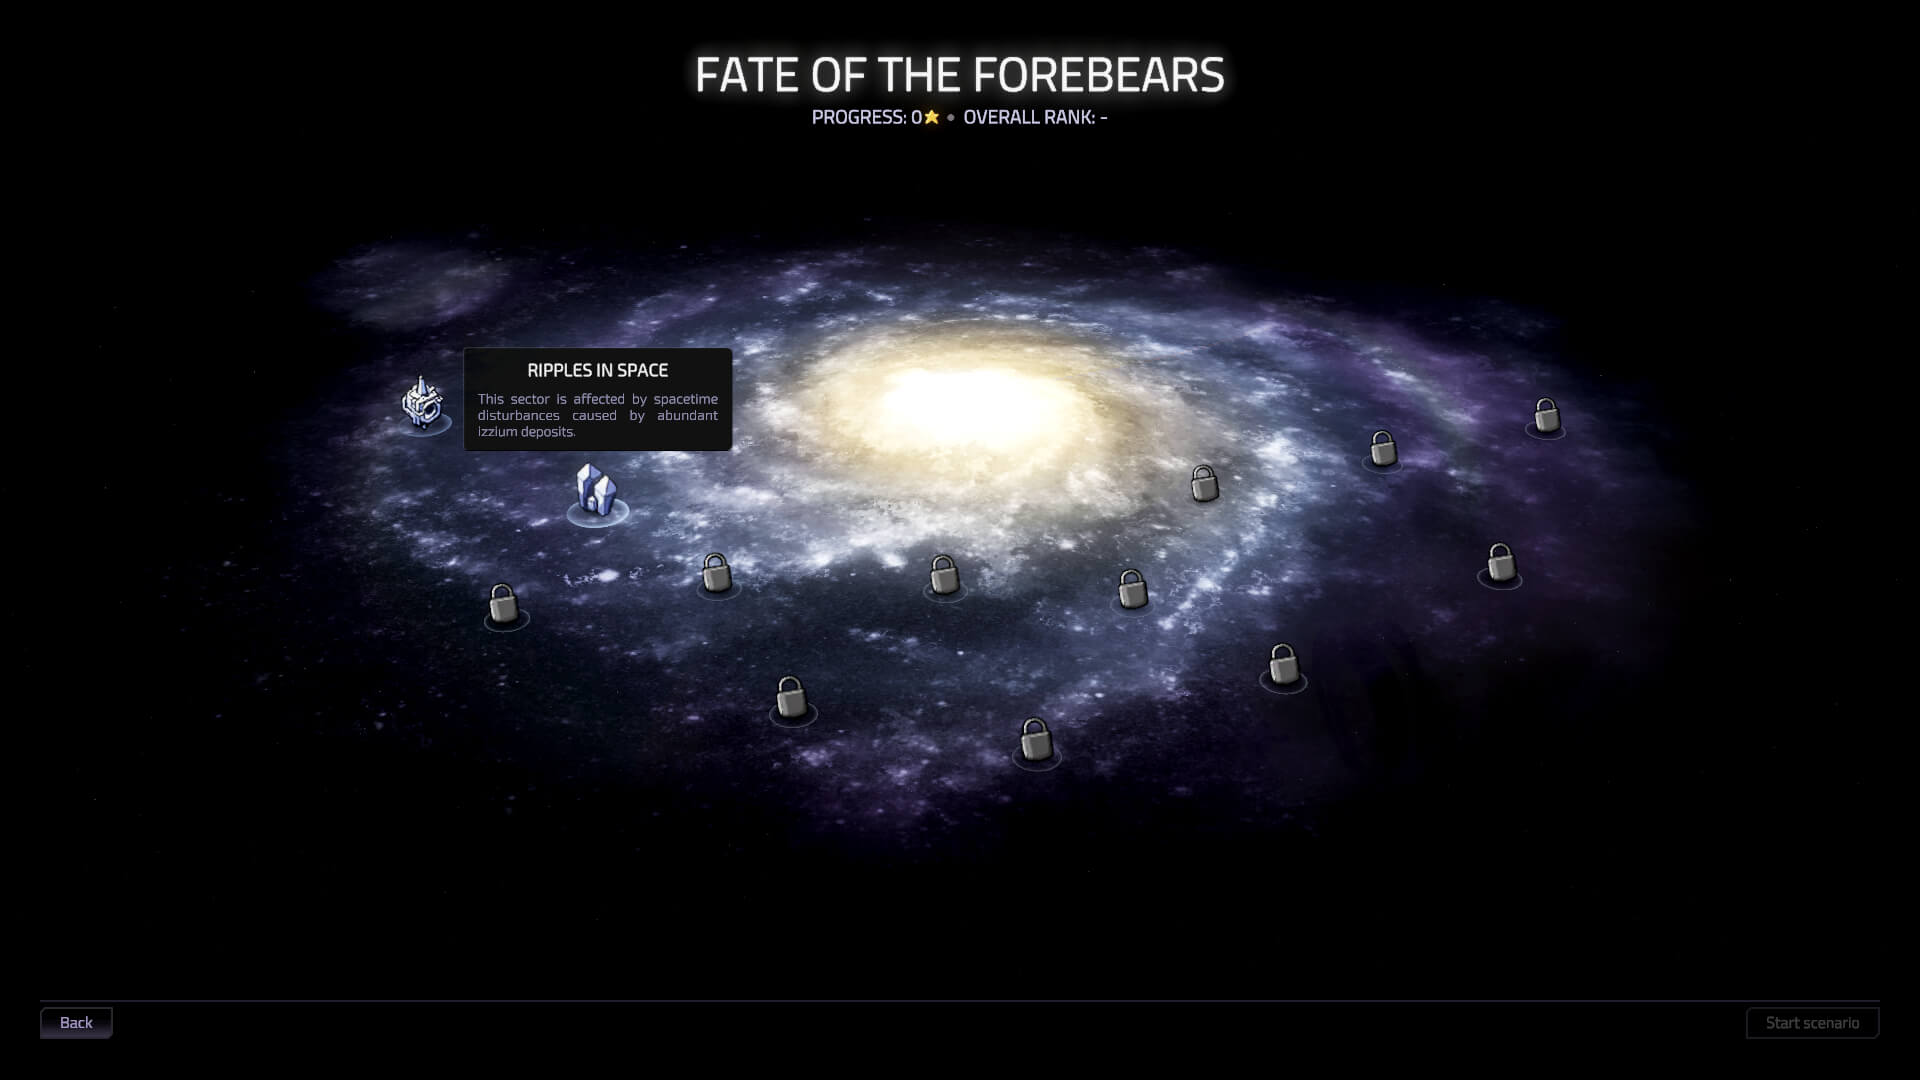 FATE OF THE FOREBEARS
PROGRESS: 0 • OVERALL RANK: -
RIPPLES IN SPACE
This sector is affected by spacetime
disturbances caused by abundant
izzium deposits.
Back
Start scenario